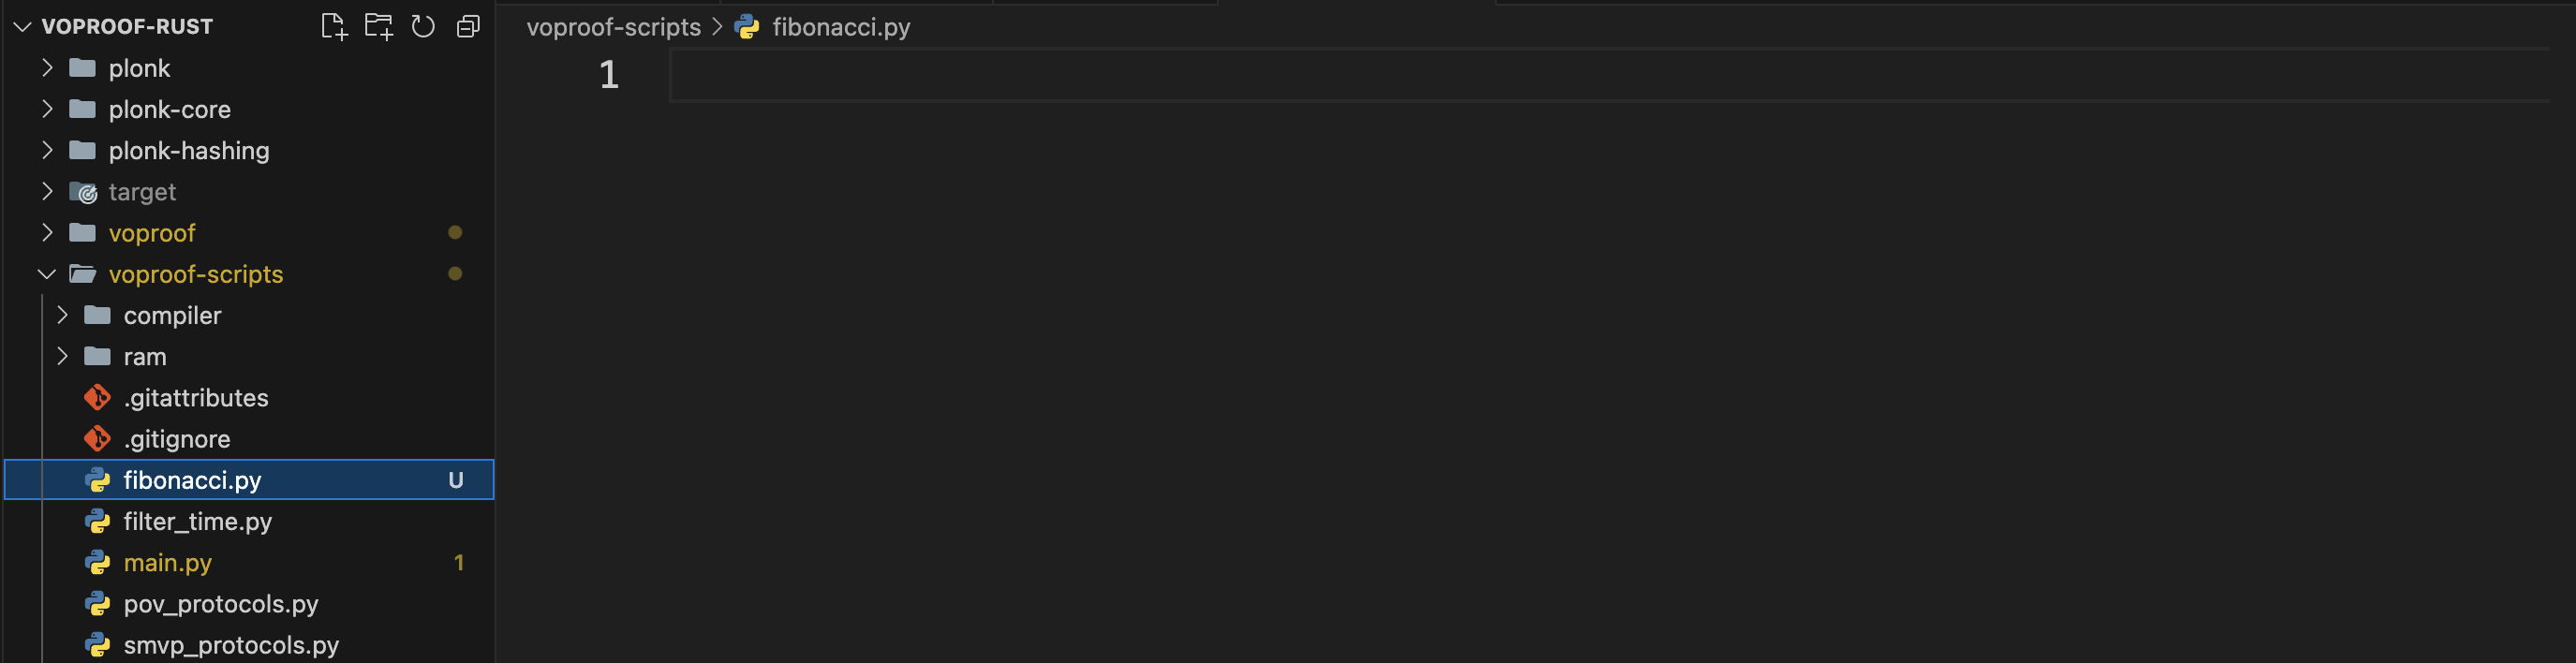 VOPROOF-RUST
plonk
plonk-core
plonk-hashing
target
voproof
voproof-scripts
compiler
ram
.gitattributes
.gitignore
fibonacci.py U
filter_time.py
main.py 1
pov_protocols.py
smvp_protocols.py
voproof-scripts > fibonacci.py
1